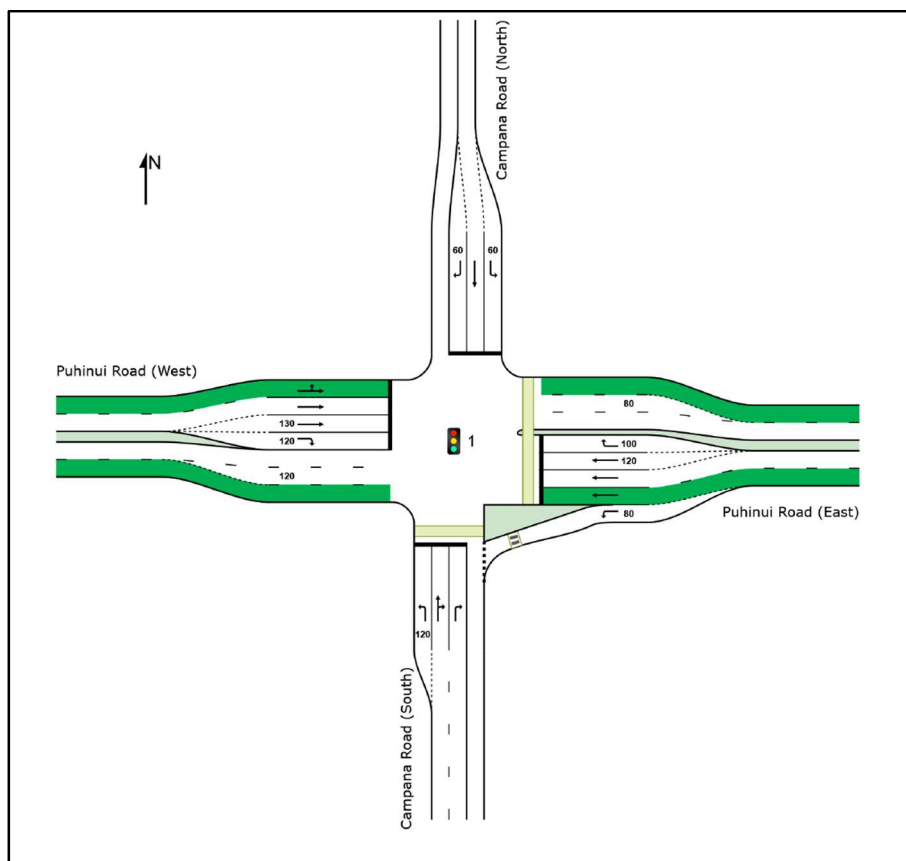 Campana Road (North)
N
60
60
Puhinui Road (West)
130
120
120
1
80
100
120
80
Puhinui Road (East)
120
Campana Road (South)